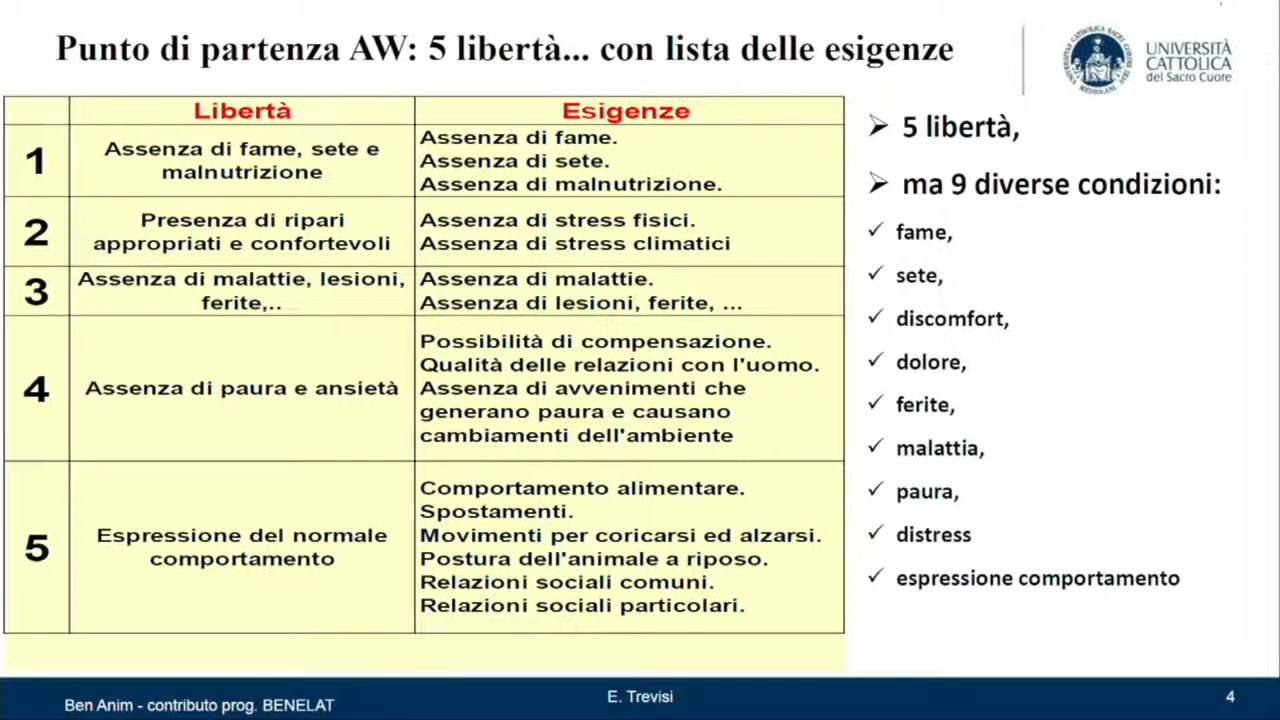 Punto di partenza AW: 5 libertà... con lista delle esigenze
UNIVERSITÀ
CATTOLICA
del Sacro Cuore
Libertà
Esigenze
1
Assenza di fame, sete e
malnutrizione
Assenza di fame.
Assenza di sete.
Assenza di malnutrizione.
2
Presenza di ripari
appropriati e confortevoli
Assenza di stress fisici.
Assenza di stress climatici
3
Assenza di malattie, lesioni,
ferite,..
Assenza di malattie.
Assenza di lesioni, ferite, ...
4
Assenza di paura e ansietà
Possibilità di compensazione.
Qualità delle relazioni con l'uomo.
Assenza di avvenimenti che
generano paura e causano
cambiamenti dell'ambiente
5
Espressione del normale
comportamento
Comportamento alimentare.
Spostamenti.
Movimenti per coricarsi ed alzarsi.
Postura dell'animale a riposo.
Relazioni sociali comuni.
Relazioni sociali particolari.
➢ 5 libertà,
➢ ma 9 diverse condizioni:
✓ fame,
✓ sete,
✓ discomfort,
✓ dolore,
✓ ferite,
✓ malattia,
✓ paura,
✓ distress
✓ espressione comportamento
Ben Anim - contributo prog. BENELAT
E. Trevisi
4